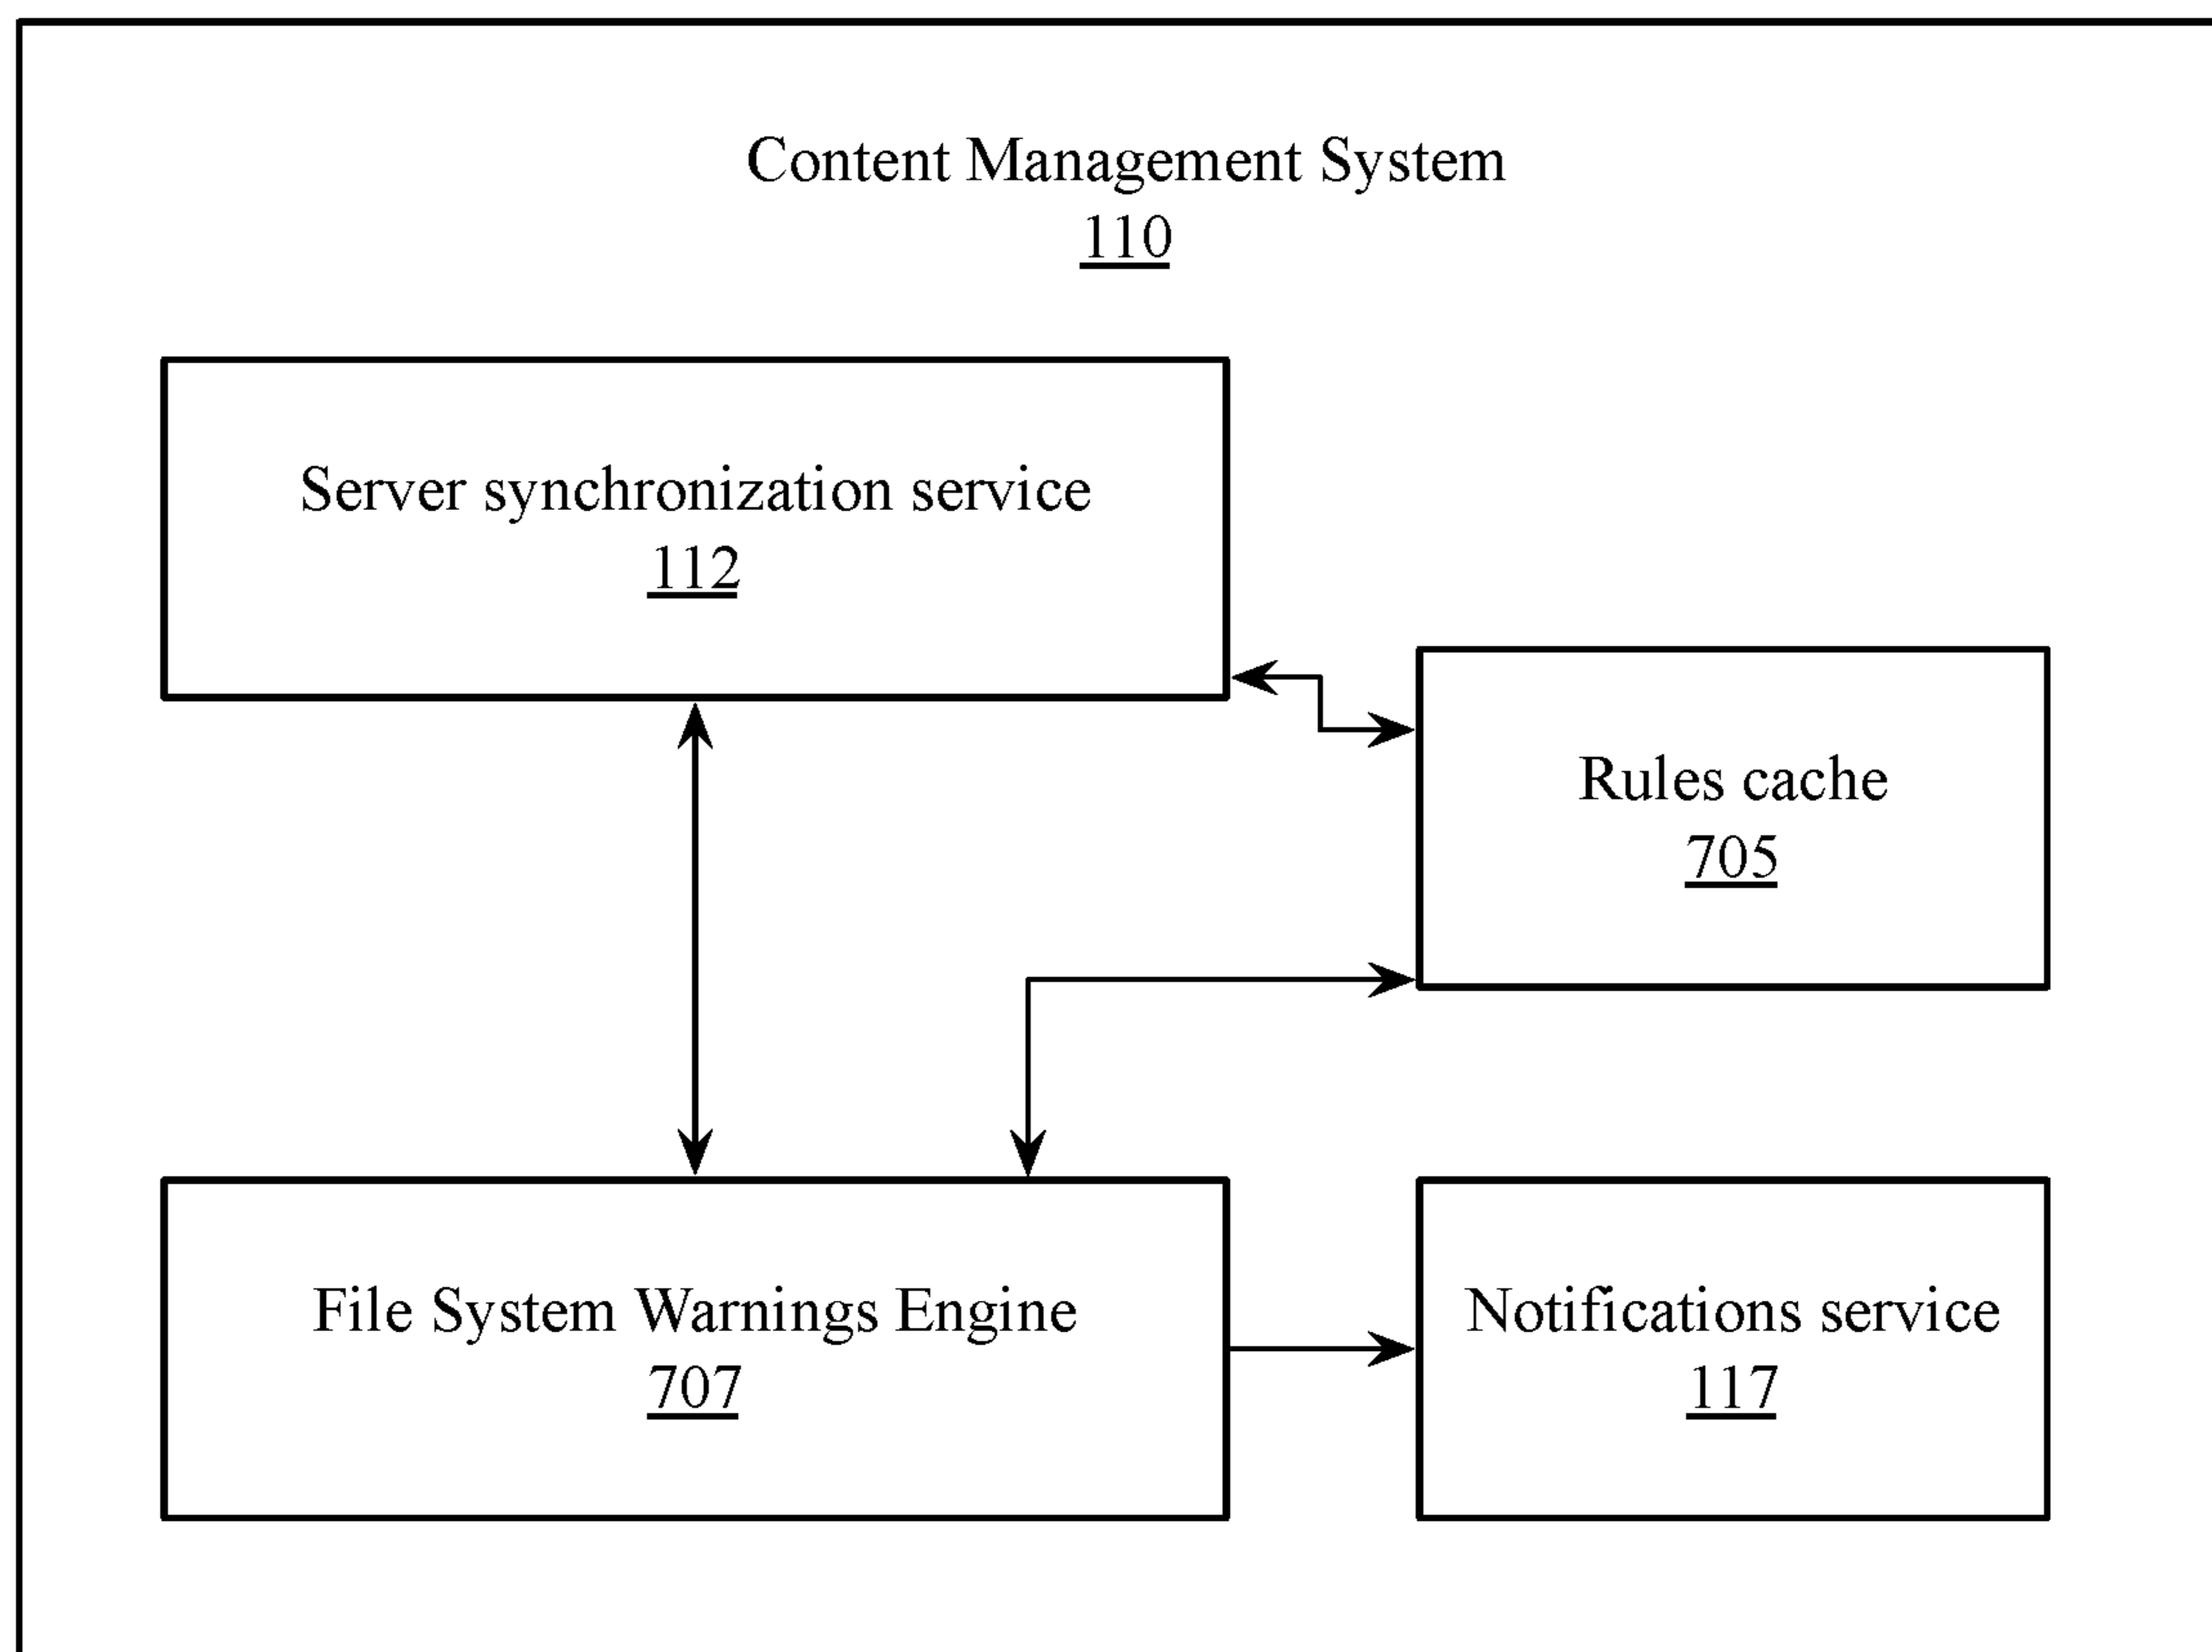 Content Management System
110
Server synchronization service
112
Rules cache
705
File System Warnings Engine
707
Notifications service
117